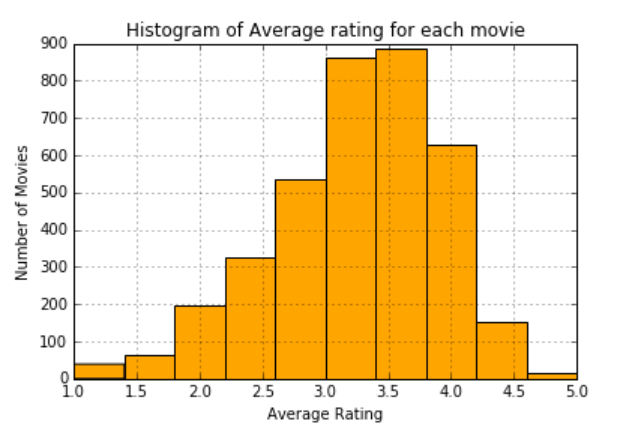 Histogram of Average rating for each movie
900
800
700
600
500
400
300
200
100
0
Number of Movies
1.0 1.5 2.0 2.5 3.0 3.5 4.0 4.5 5.0
Average Rating